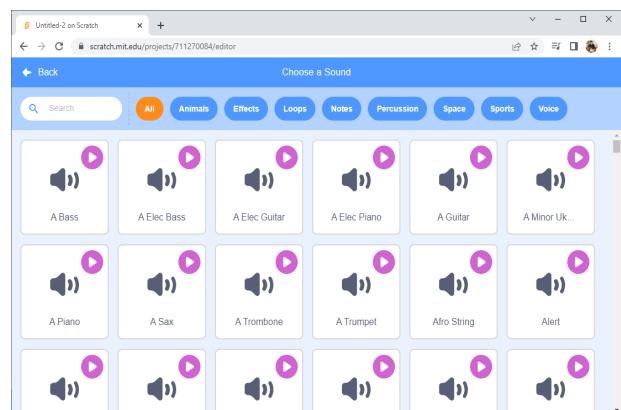 Untitled-2 on Scratch
scratch.mit.edu/projects/711270084/editor
Back
Choose a Sound
Search
All Animals Effects Loops Notes Percussion Space Sports Voice
A Bass A Elec Bass A Elec Guitar A Elec Piano A Guitar A Minor Uk...
A Piano A Sax A Trombone A Trumpet Afro String Alert